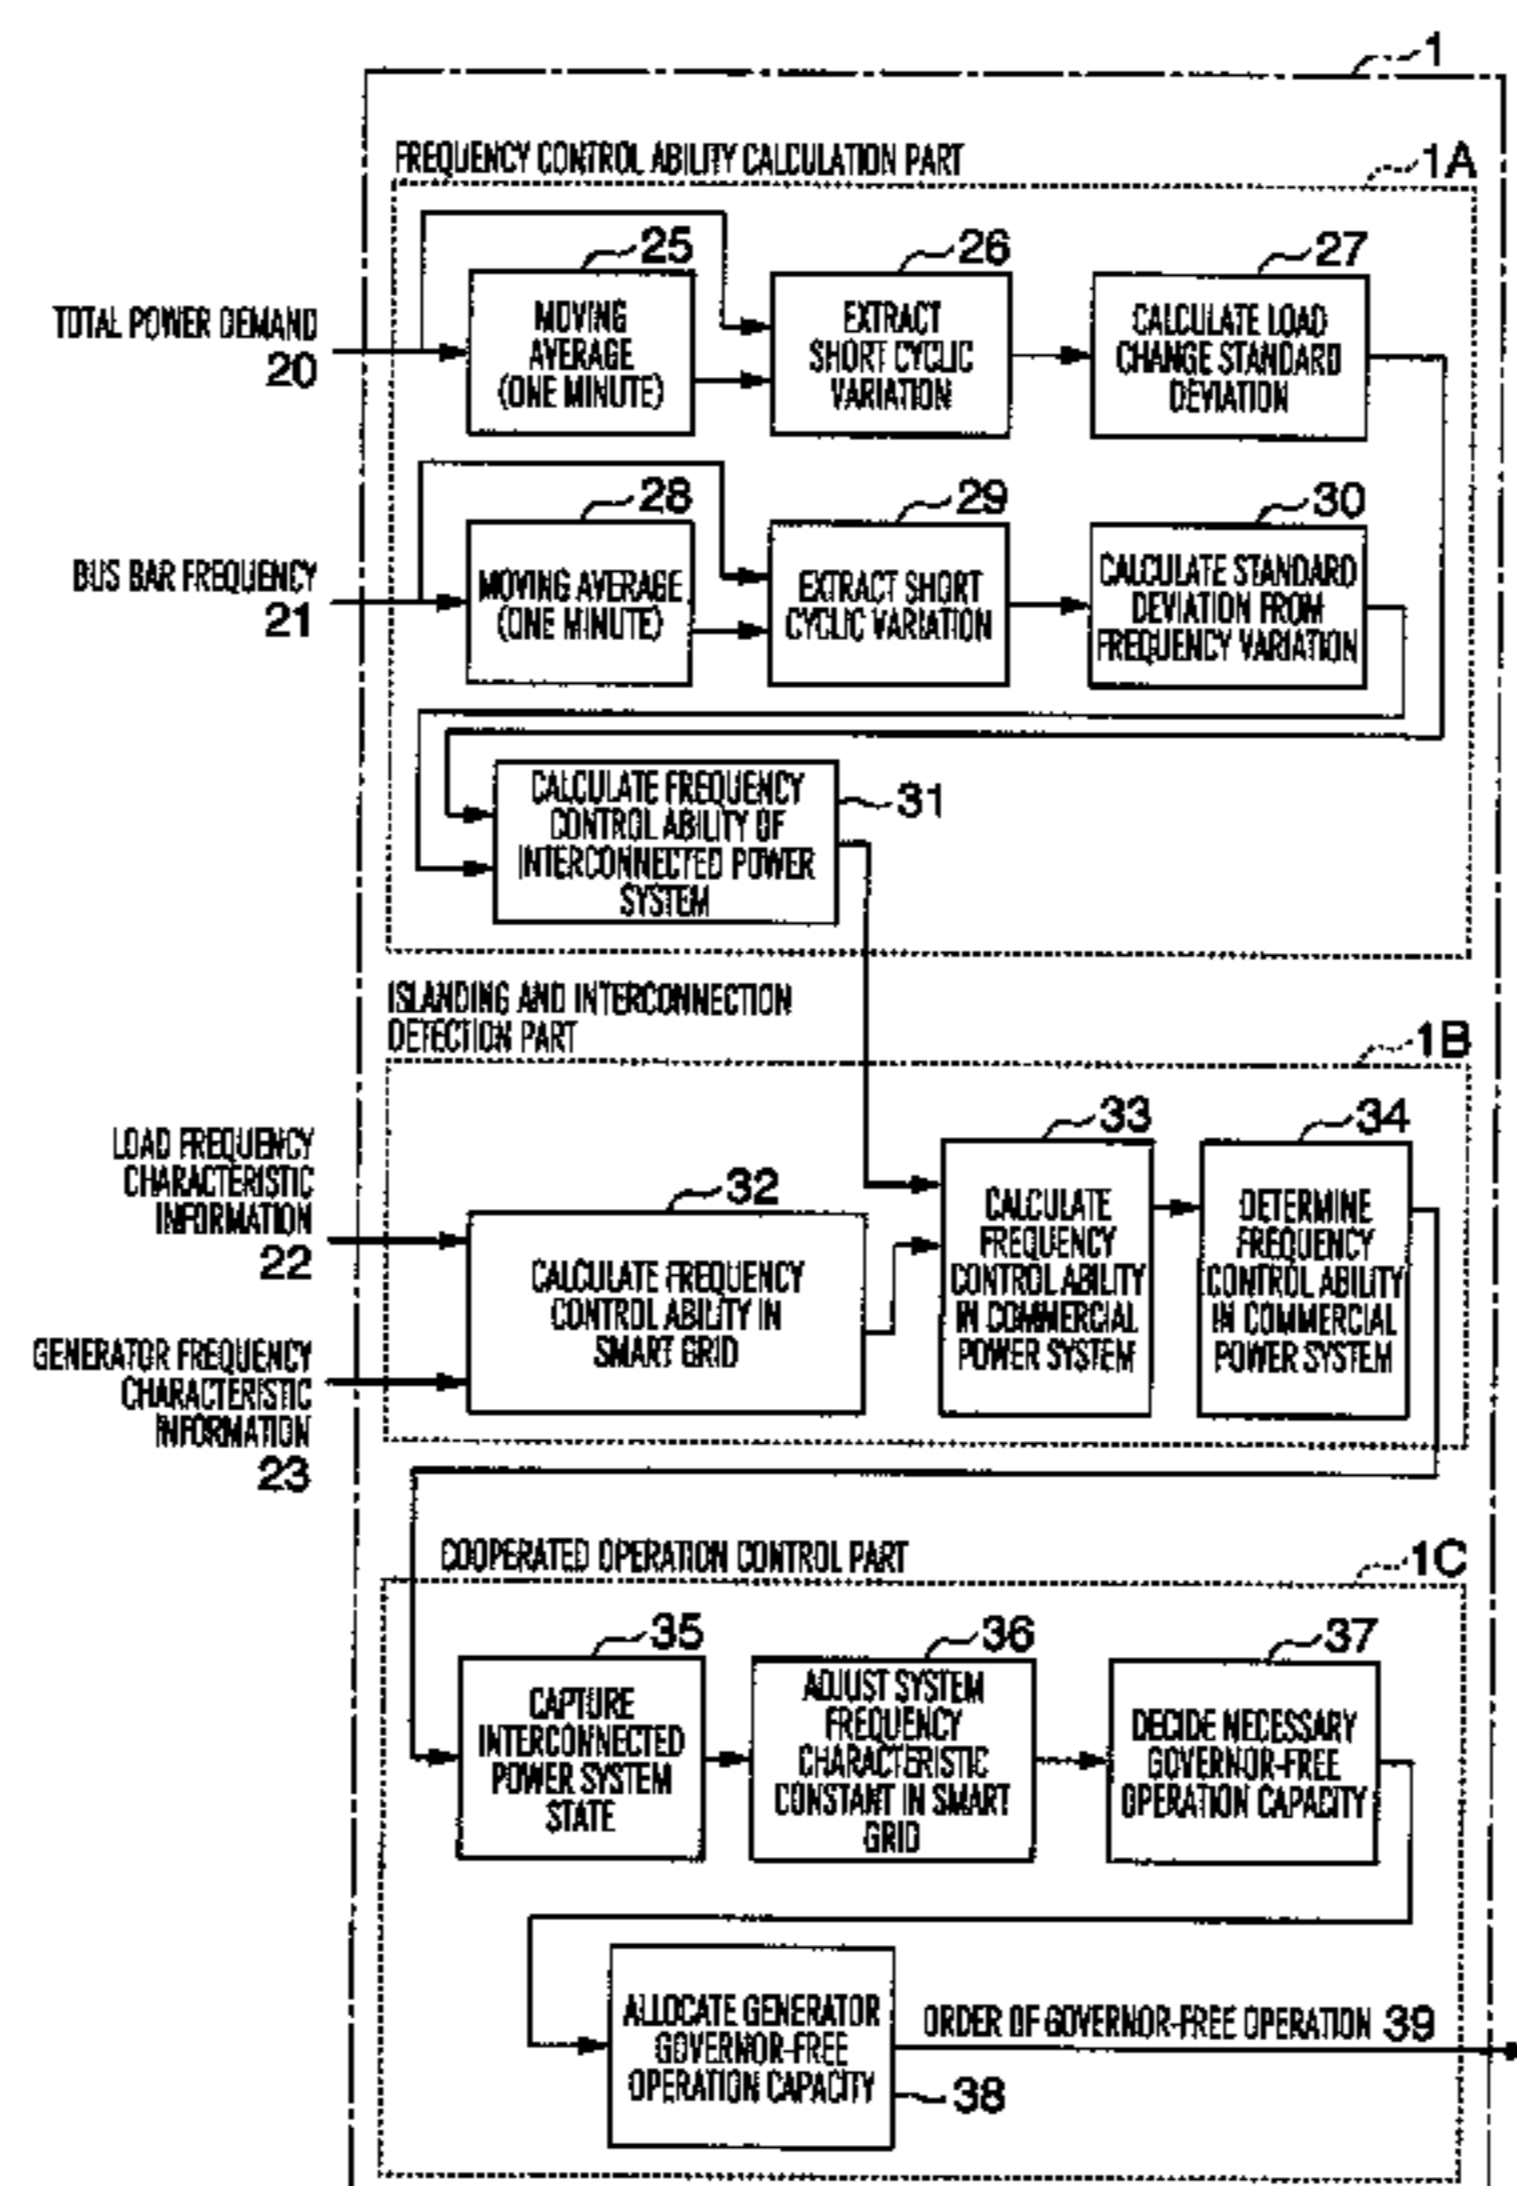 1
FREQUENCY CONTROL ABILITY CALCULATION PART
1A
TOTAL POWER DEMAND
20
25
MOVING
AVERAGE
(ONE MINUTE)
26
EXTRACT
SHORT CYCLIC
VARIATION
27
CALCULATE LOAD
CHANGE STANDARD
DEVIATION
BUS BAR FREQUENCY
21
28
MOVING AVERAGE
(ONE MINUTE)
29
EXTRACT SHORT
CYCLIC VARIATION
30
CALCULATE STANDARD
DEVIATION FROM
FREQUENCY VARIATION
CALCULATE FREQUENCY
CONTROL ABILITY OF
INTERCONNECTED POWER
SYSTEM
31
ISLANDING AND INTERCONNECTION
DETECTION PART
1B
LOAD FREQUENCY
CHARACTERISTIC
INFORMATION
22
GENERATOR FREQUENCY
CHARACTERISTIC
INFORMATION
23
32
CALCULATE FREQUENCY
CONTROL ABILITY IN
SMART GRID
33
CALCULATE
FREQUENCY
CONTROL ABILITY
IN COMMERCIAL
POWER SYSTEM
34
DETERMINE
FREQUENCY
CONTROL ABILITY
IN COMMERCIAL
POWER SYSTEM
COOPERATED OPERATION CONTROL PART
1C
35
CAPTURE
INTERCONNECTED
POWER SYSTEM
STATE
36
ADJUST SYSTEM
FREQUENCY
CHARACTERISTIC
CONSTANT IN SMART
GRID
37
DECIDE NECESSARY
GOVERNOR-FREE
OPERATION CAPACITY
ALLOCATE GENERATOR
GOVERNOR-FREE
OPERATION CAPACITY
38
ORDER OF GOVERNOR-FREE OPERATION 39